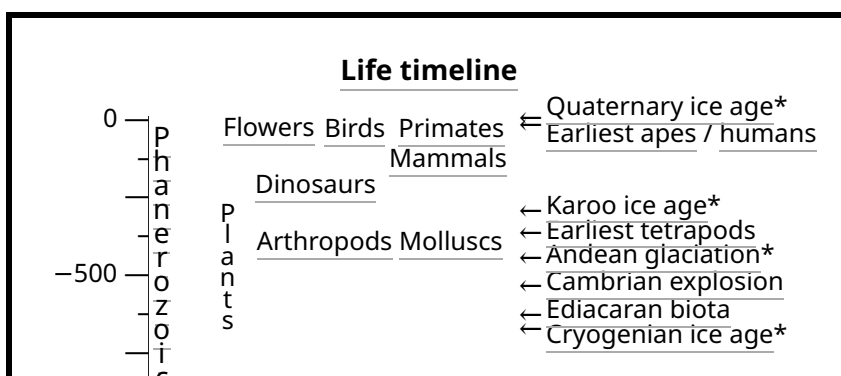 Life timeline
0
Quaternary ice age*
Flowers Birds Primates
Earliest apes / humans
Mammals
Dinosaurs
Karoo ice age*
Earliest tetrapods
Arthropods Molluscs
Andean glaciation*
−500
Cambrian explosion
Ediacaran biota
Cryogenian ice age*
Plants
Phanerozoi